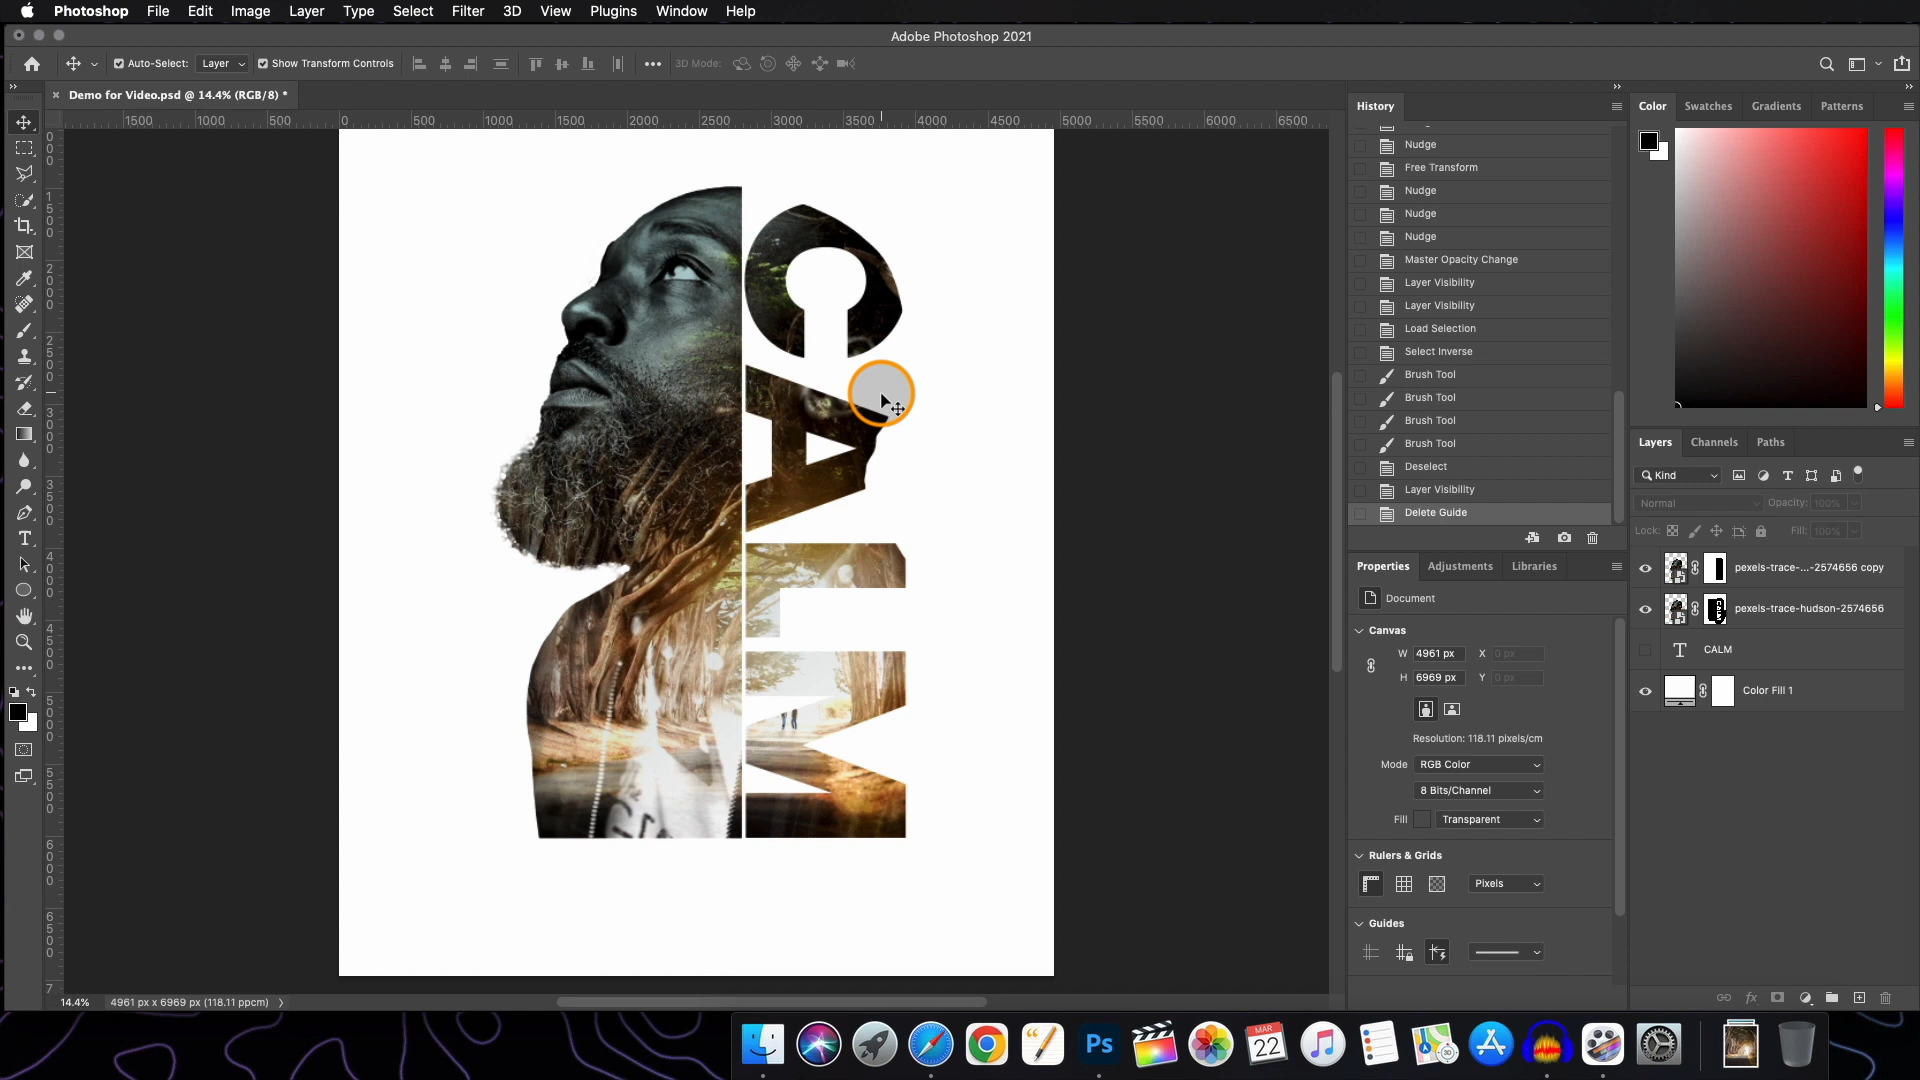 Photoshop File Edit Image Layer Type Select Filter 3D View Plugins Window Help
Adobe Photoshop 2021
Auto-Select: Layer Show Transform Controls 3D Mode:
Demo for Video.psd @ 14.4% (RGB/8) *
1500 1000 500 0 500 1000 1500 2000 2500 3000 3500 4000 4500 5000 5500 6000 6500
CALM
14.4% 4961 px x 6969 px (118.11 ppcm)
History
Nudge
Free Transform
Nudge
Nudge
Nudge
Master Opacity Change
Layer Visibility
Layer Visibility
Load Selection
Select Inverse
Brush Tool
Brush Tool
Brush Tool
Brush Tool
Deselect
Layer Visibility
Delete Guide
Properties Adjustments Libraries
Document
Canvas
W 4961 px X 0 px
H 6969 px Y 0 px
Resolution: 118.11 pixels/cm
Mode RGB Color
8 Bits/Channel
Fill Transparent
Rulers & Grids
Pixels
Guides
Color Swatches Gradients Patterns
Layers Channels Paths
Kind
Normal Opacity: 100%
Lock: Fill: 100%
pexels-trace-...-2574656 copy
pexels-trace-hudson-2574656
CALM
Color Fill 1
Ps
MAR
22